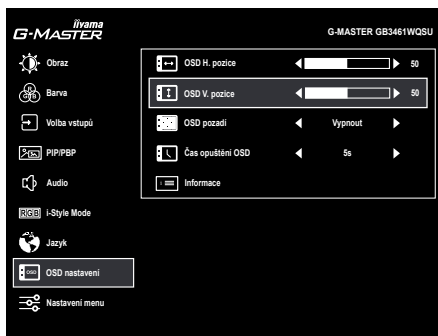 iiyama
G-MASTER
G-MASTER GB3461WQSU
Obraz
Barva
Volba vstupů
PIP/PBP
Audio
RGB i-Style Mode
Jazyk
OSD OSD nastavení
Nastavení menu
OSD H. pozice 50
OSD V. pozice 50
OSD pozadí Vypnout
Čas opuštění OSD 5s
Informace